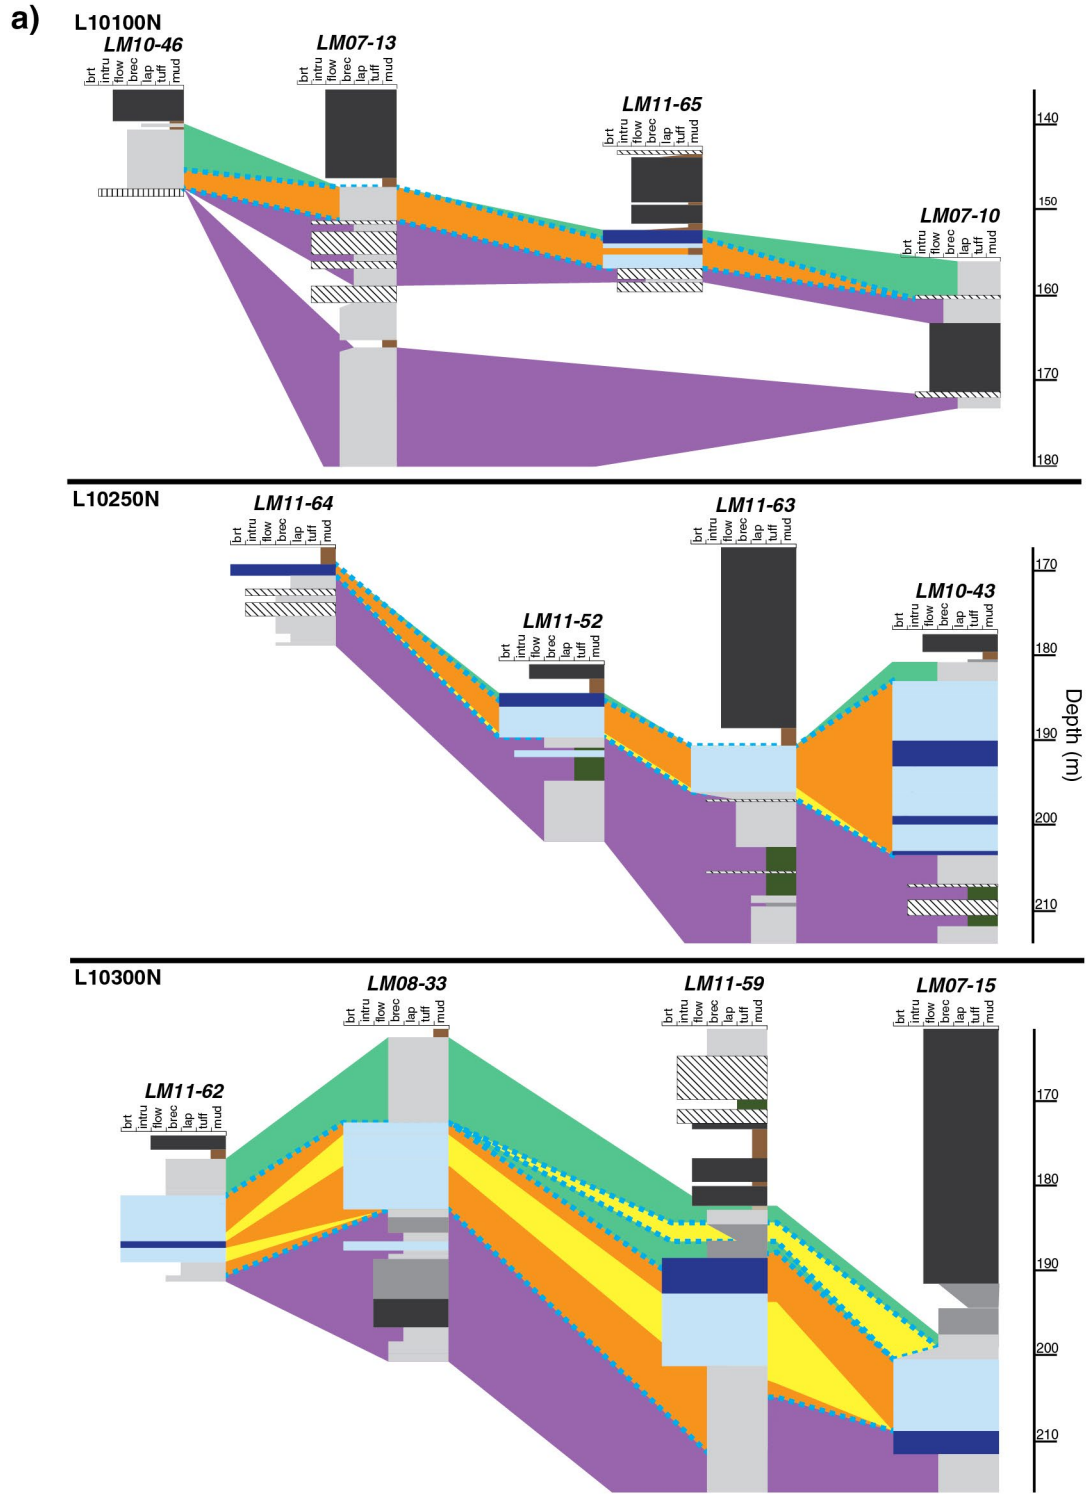 a)
L10100N
LM10-46
brt
intru
flow
brec
lap
tuff
mud
LM07-13
brt
intru
flow
brec
lap
tuff
mud
LM11-65
brt
intru
flow
brec
lap
tuff
mud
LM07-10
brt
intru
flow
brec
lap
tuff
mud
140
150
160
170
180
L10250N
LM11-64
brt
intru
flow
brec
lap
tuff
mud
LM11-52
brt
intru
flow
brec
lap
tuff
mud
LM11-63
brt
intru
flow
brec
lap
tuff
mud
LM10-43
brt
intru
flow
brec
lap
tuff
mud
170
180
190
200
210
Depth (m)
L10300N
LM11-62
brt
intru
flow
brec
lap
tuff
mud
LM08-33
brt
intru
flow
brec
lap
tuff
mud
LM11-59
brt
intru
flow
brec
lap
tuff
mud
LM07-15
brt
intru
flow
brec
lap
tuff
mud
170
180
190
200
210